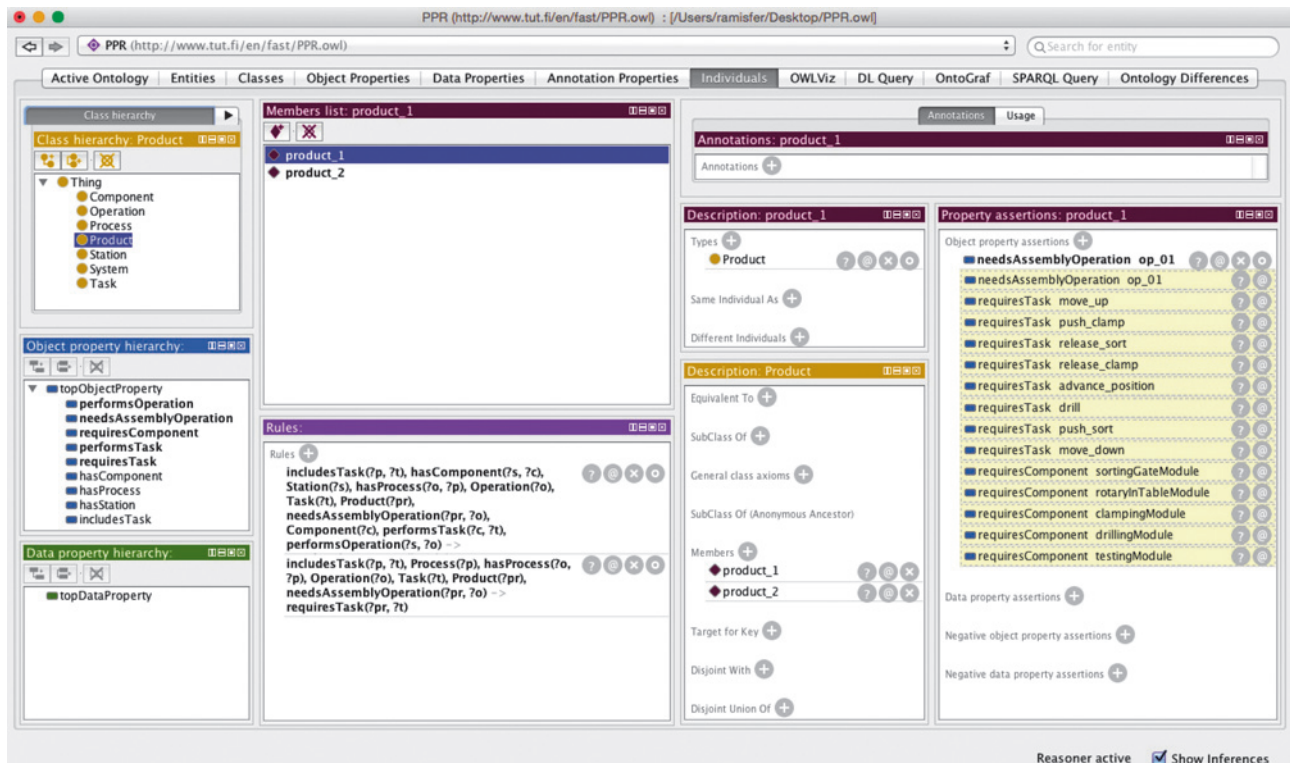 PPR (http://www.tut.fi/en/fast/PPR.owl) : [/Users/ramisfer/Desktop/PPR.owl]
PPR (http://www.tut.fi/en/fast/PPR.owl)
Search for entity
Active Ontology Entities Classes Object Properties Data Properties Annotation Properties Individuals OWLViz DL Query OntoGraf SPARQL Query Ontology Differences
Class hierarchy
Class hierarchy: Product
Thing
Component
Operation
Process
Product
Station
System
Task
Object property hierarchy:
topObjectProperty
performsOperation
needsAssemblyOperation
requiresComponent
performsTask
requiresTask
hasComponent
hasProcess
hasStation
includesTask
Data property hierarchy:
topDataProperty
Members list: product_1
product_1
product_2
Rules:
Rules
includesTask(?p, ?t), hasComponent(?s, ?c),
Station(?s), hasProcess(?o, ?p), Operation(?o),
Task(?t), Product(?pr),
needsAssemblyOperation(?pr, ?o),
Component(?c), performsTask(?c, ?t),
performsOperation(?s, ?o) ->
includesTask(?p, ?t), Process(?p), hasProcess(?o,
?p), Operation(?o), Task(?t), Product(?pr),
needsAssemblyOperation(?pr, ?o) ->
requiresTask(?pr, ?t)
Annotations Usage
Annotations: product_1
Annotations
Description: product_1
Types
Product
Same Individual As
Different Individuals
Description: Product
Equivalent To
SubClass Of
General class axioms
SubClass Of (Anonymous Ancestor)
Members
product_1
product_2
Target for Key
Disjoint With
Disjoint Union Of
Property assertions: product_1
Object property assertions
needsAssemblyOperation op_01
needsAssemblyOperation op_01
requiresTask move_up
requiresTask push_clamp
requiresTask release_sort
requiresTask release_clamp
requiresTask advance_position
requiresTask drill
requiresTask push_sort
requiresTask move_down
requiresComponent sortingGateModule
requiresComponent rotaryInTableModule
requiresComponent clampingModule
requiresComponent drillingModule
requiresComponent testingModule
Data property assertions
Negative object property assertions
Negative data property assertions
Reasoner active Show Inferences